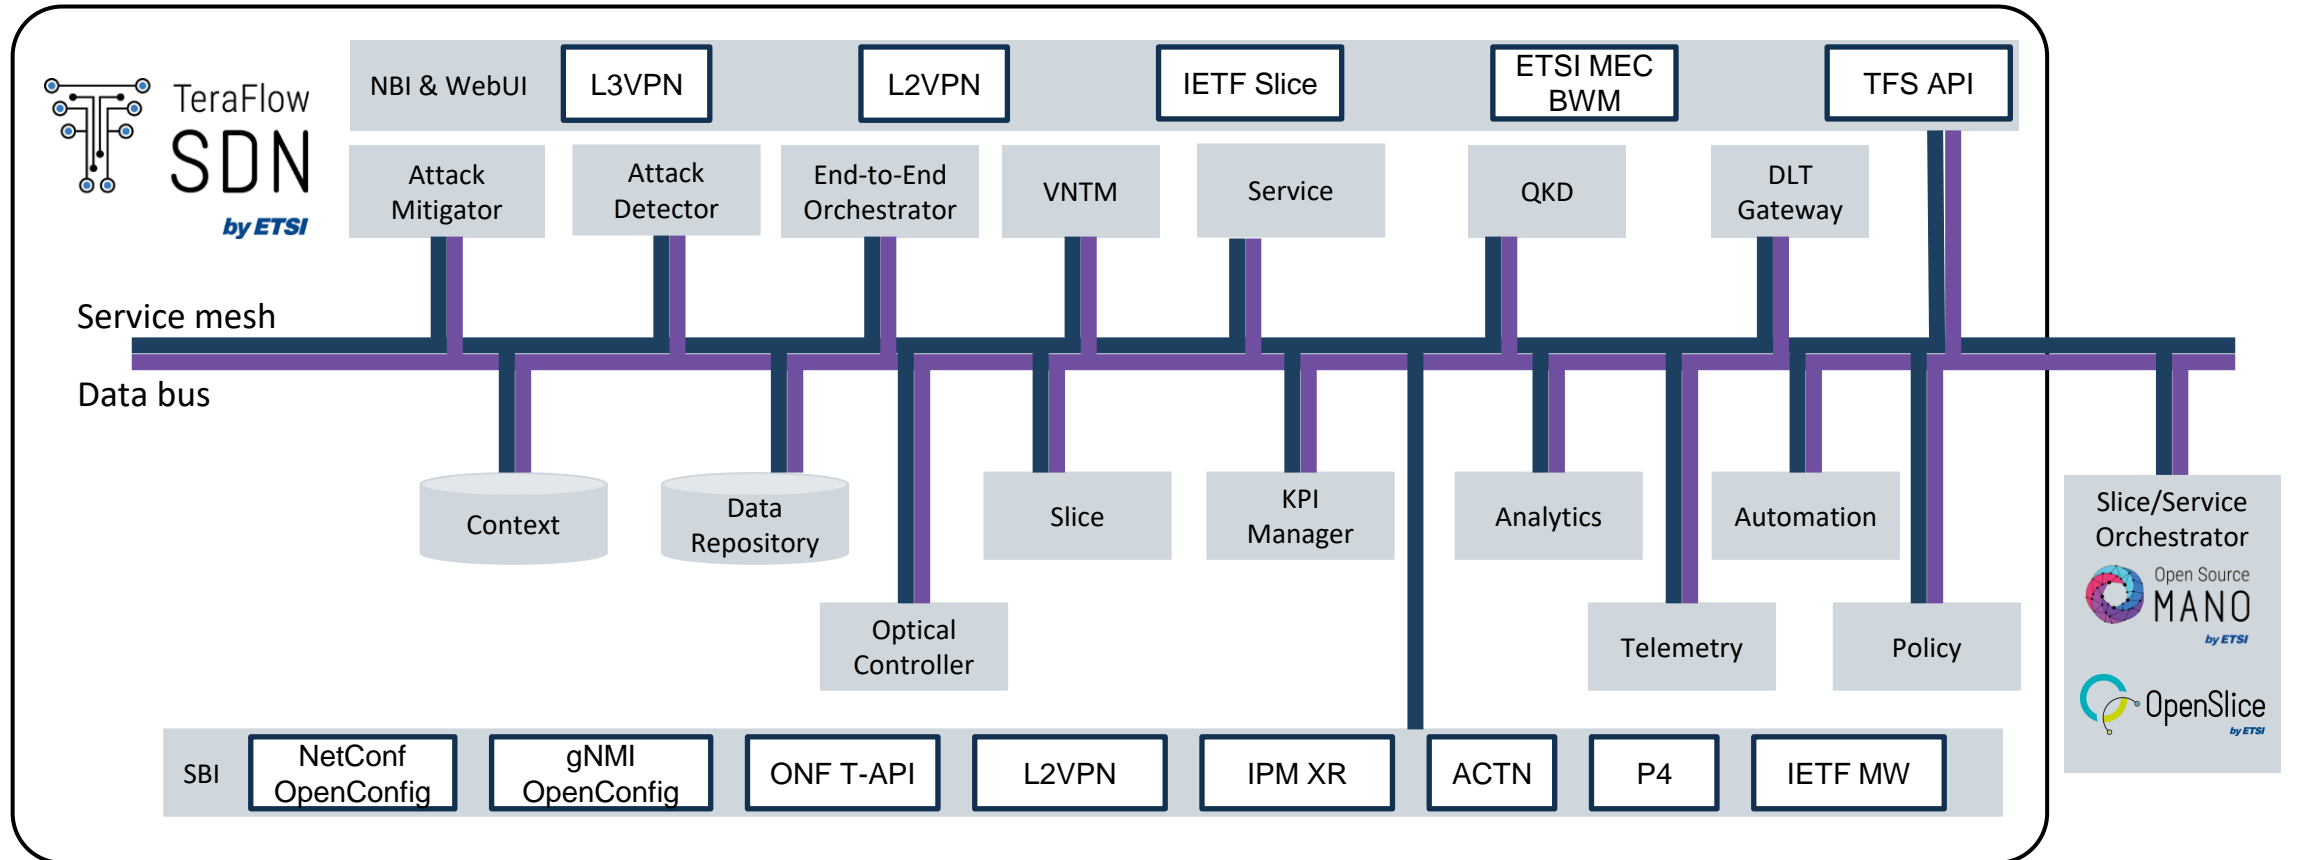 TeraFlow
SDN
by ETSI
NBI & WebUI
L3VPN
L2VPN
IETF Slice
ETSI MEC
BWM
TFS API
Attack
Mitigator
Attack
Detector
End-to-End
Orchestrator
VNTM
Service
QKD
DLT
Gateway
Service mesh
Data bus
Context
Data
Repository
Slice
KPI
Manager
Analytics
Automation
Slice/Service
Orchestrator
Open Source
MANO
by ETSI
OpenSlice
by ETSI
Optical
Controller
Telemetry
Policy
SBI
NetConf
OpenConfig
gNMI
OpenConfig
ONF T-API
L2VPN
IPM XR
ACTN
P4
IETF MW